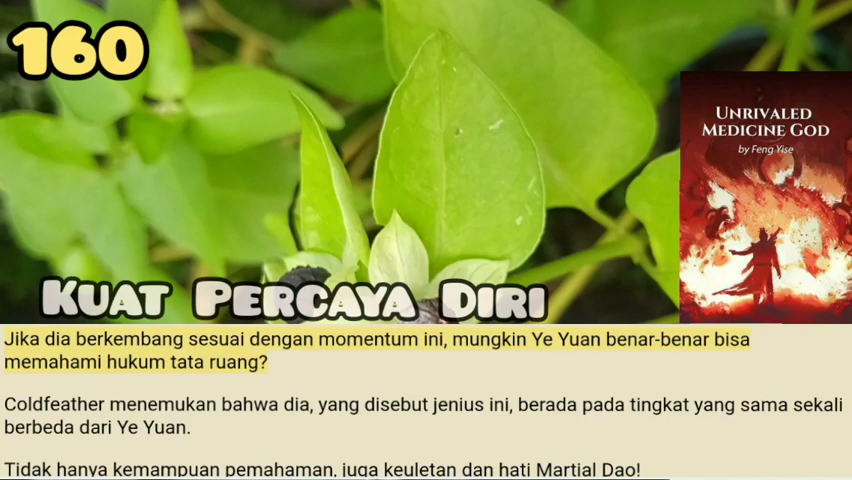 160
UNRIVALED
MEDICINE GOD
by Feng Yise
KUAT PERCAYA DIRI
Jika dia berkembang sesuai dengan momentum ini, mungkin Ye Yuan benar-benar bisa
memahami hukum tata ruang?
Coldfeather menemukan bahwa dia, yang disebut jenius ini, berada pada tingkat yang sama sekali
berbeda dari Ye Yuan.
Tidak hanya kemampuan pemahaman, juga keuletan dan hati Martial Dao!